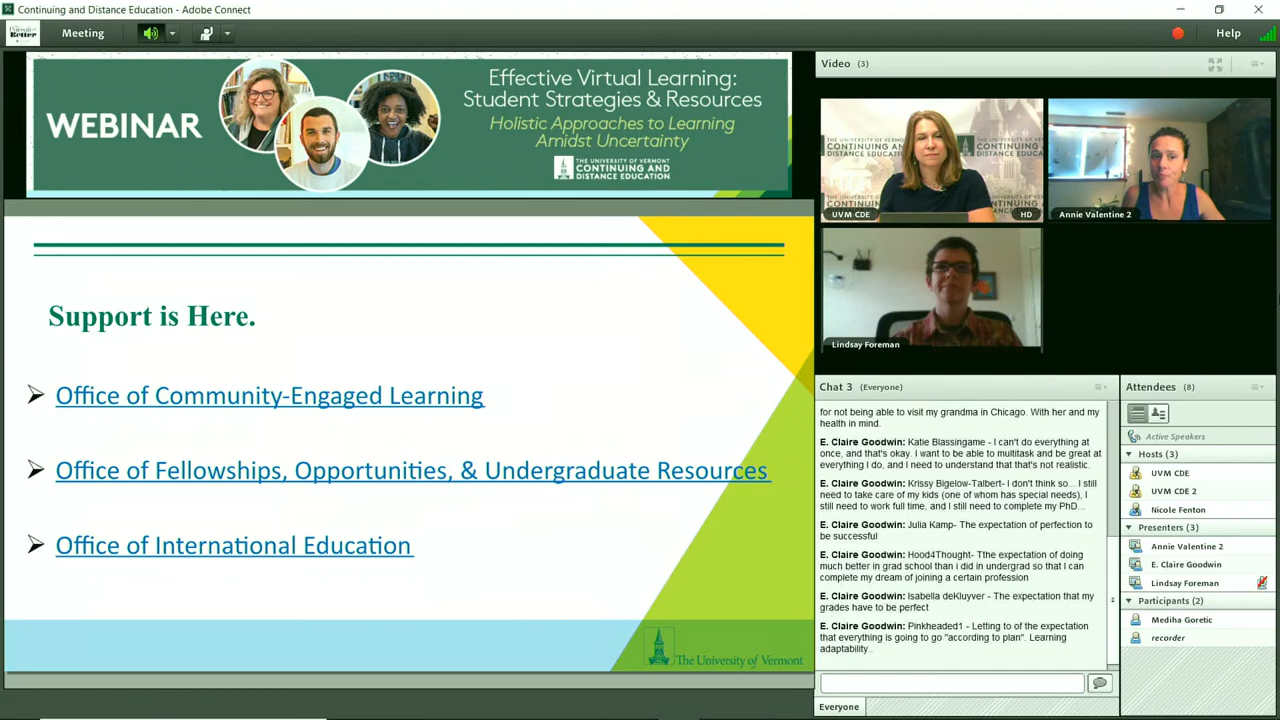 Continuing and Distance Education - Adobe Connect
Pursuit of
Better
Meeting
Help
WEBINAR
Effective Virtual Learning:
Student Strategies & Resources
Holistic Approaches to Learning
Amidst Uncertainty
THE UNIVERSITY OF VERMONT
CONTINUING AND
DISTANCE EDUCATION
Support is Here.
Office of Community-Engaged Learning
Office of Fellowships, Opportunities, & Undergraduate Resources
Office of International Education
The University of Vermont
Video (3)
UVM CDE
HD
Annie Valentine 2
Lindsay Foreman
Chat 3 (Everyone)
for not being able to visit my grandma in Chicago. With her and my
health in mind.
E. Claire Goodwin: Katie Blassingame - I can't do everything at
once, and that's okay. I want to be able to multitask and be great at
everything I do, and I need to understand that that's not realistic.
E. Claire Goodwin: Krissy Bigelow-Talbert- I don't think so... I still
need to take care of my kids (one of whom has special needs), I
still need to work full time, and I still need to complete my PhD...
E. Claire Goodwin: Julia Kamp- The expectation of perfection to
be successful
E. Claire Goodwin: Hood4Thought- Tthe expectation of doing
much better in grad school than i did in undergrad so that I can
complete my dream of joining a certain profession
E. Claire Goodwin: Isabella deKluyver - The expectation that my
grades have to be perfect
E. Claire Goodwin: Pinkheaded1 - Letting to of the expectation
that everything is going to go "according to plan". Learning
adaptability..
Everyone
Attendees (8)
Active Speakers
Hosts (3)
UVM CDE
UVM CDE 2
Nicole Fenton
Presenters (3)
Annie Valentine 2
E. Claire Goodwin
Lindsay Foreman
Participants (2)
Mediha Goretic
recorder